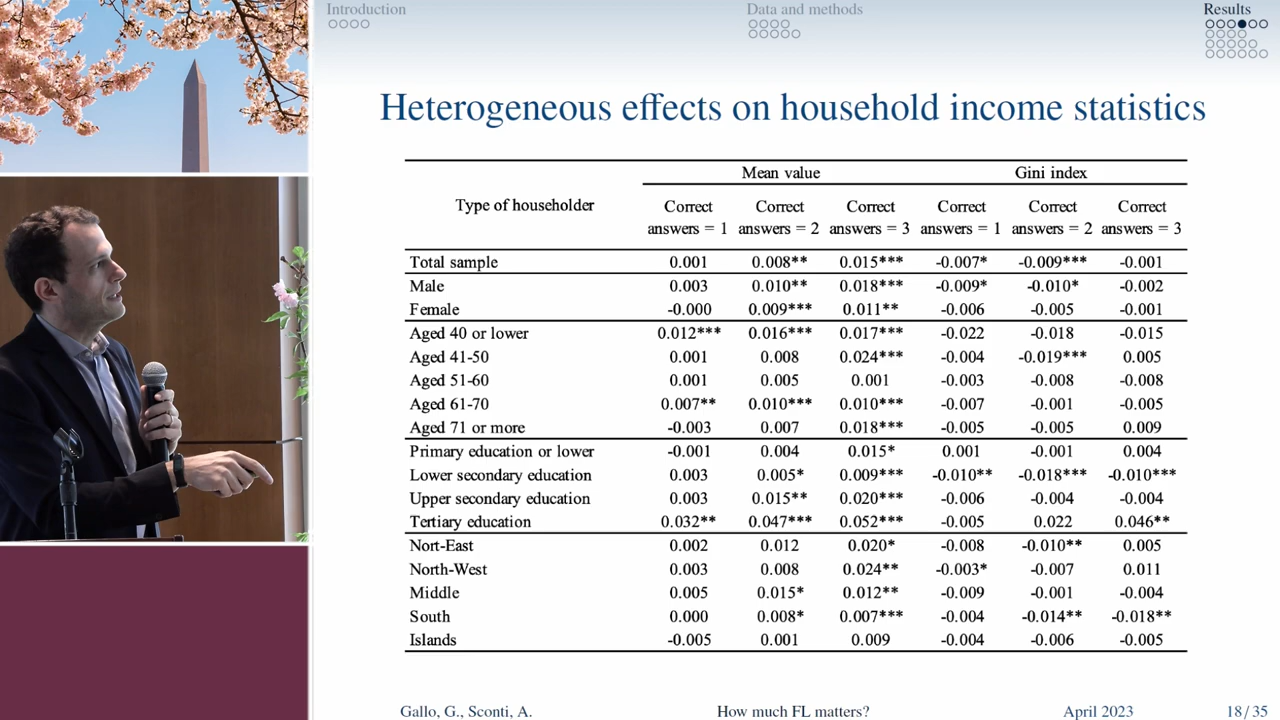 Introduction
Data and methods
Results
Heterogeneous effects on household income statistics
Mean value Gini index
Type of householder
Correct answers = 1 Correct answers = 2 Correct answers = 3 Correct answers = 1 Correct answers = 2 Correct answers = 3
Total sample 0.001 0.008** 0.015*** -0.007* -0.009*** -0.001
Male 0.003 0.010** 0.018*** -0.009* -0.010* -0.002
Female -0.000 0.009*** 0.011** -0.006 -0.005 -0.001
Aged 40 or lower 0.012*** 0.016*** 0.017*** -0.022 -0.018 -0.015
Aged 41-50 0.001 0.008 0.024*** -0.004 -0.019*** 0.005
Aged 51-60 0.001 0.005 0.001 -0.003 -0.008 -0.008
Aged 61-70 0.007** 0.010*** 0.010*** -0.007 -0.001 -0.005
Aged 71 or more -0.003 0.007 0.018*** -0.005 -0.005 0.009
Primary education or lower -0.001 0.004 0.015* 0.001 -0.001 0.004
Lower secondary education 0.003 0.005* 0.009*** -0.010** -0.018*** -0.010***
Upper secondary education 0.003 0.015** 0.020*** -0.006 -0.004 -0.004
Tertiary education 0.032** 0.047*** 0.052*** -0.005 0.022 0.046**
Nort-East 0.002 0.012 0.020* -0.008 -0.010** 0.005
North-West 0.003 0.008 0.024** -0.003* -0.007 0.011
Middle 0.005 0.015* 0.012** -0.009 -0.001 -0.004
South 0.000 0.008* 0.007*** -0.004 -0.014** -0.018**
Islands -0.005 0.001 0.009 -0.004 -0.006 -0.005
Gallo, G., Sconti, A. How much FL matters? April 2023 18/35